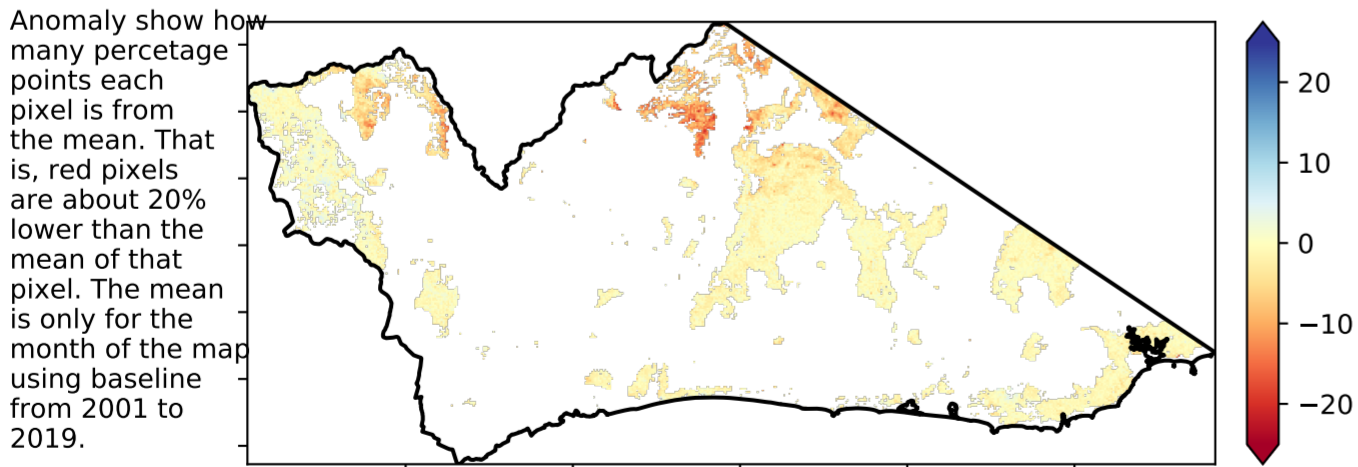 Anomaly show how
many percetage
points each
pixel is from
the mean. That
is, red pixels
are about 20%
lower than the
mean of that
pixel. The mean
is only for the
month of the map
using baseline
from 2001 to
2019.
20
10
0
−10
−20